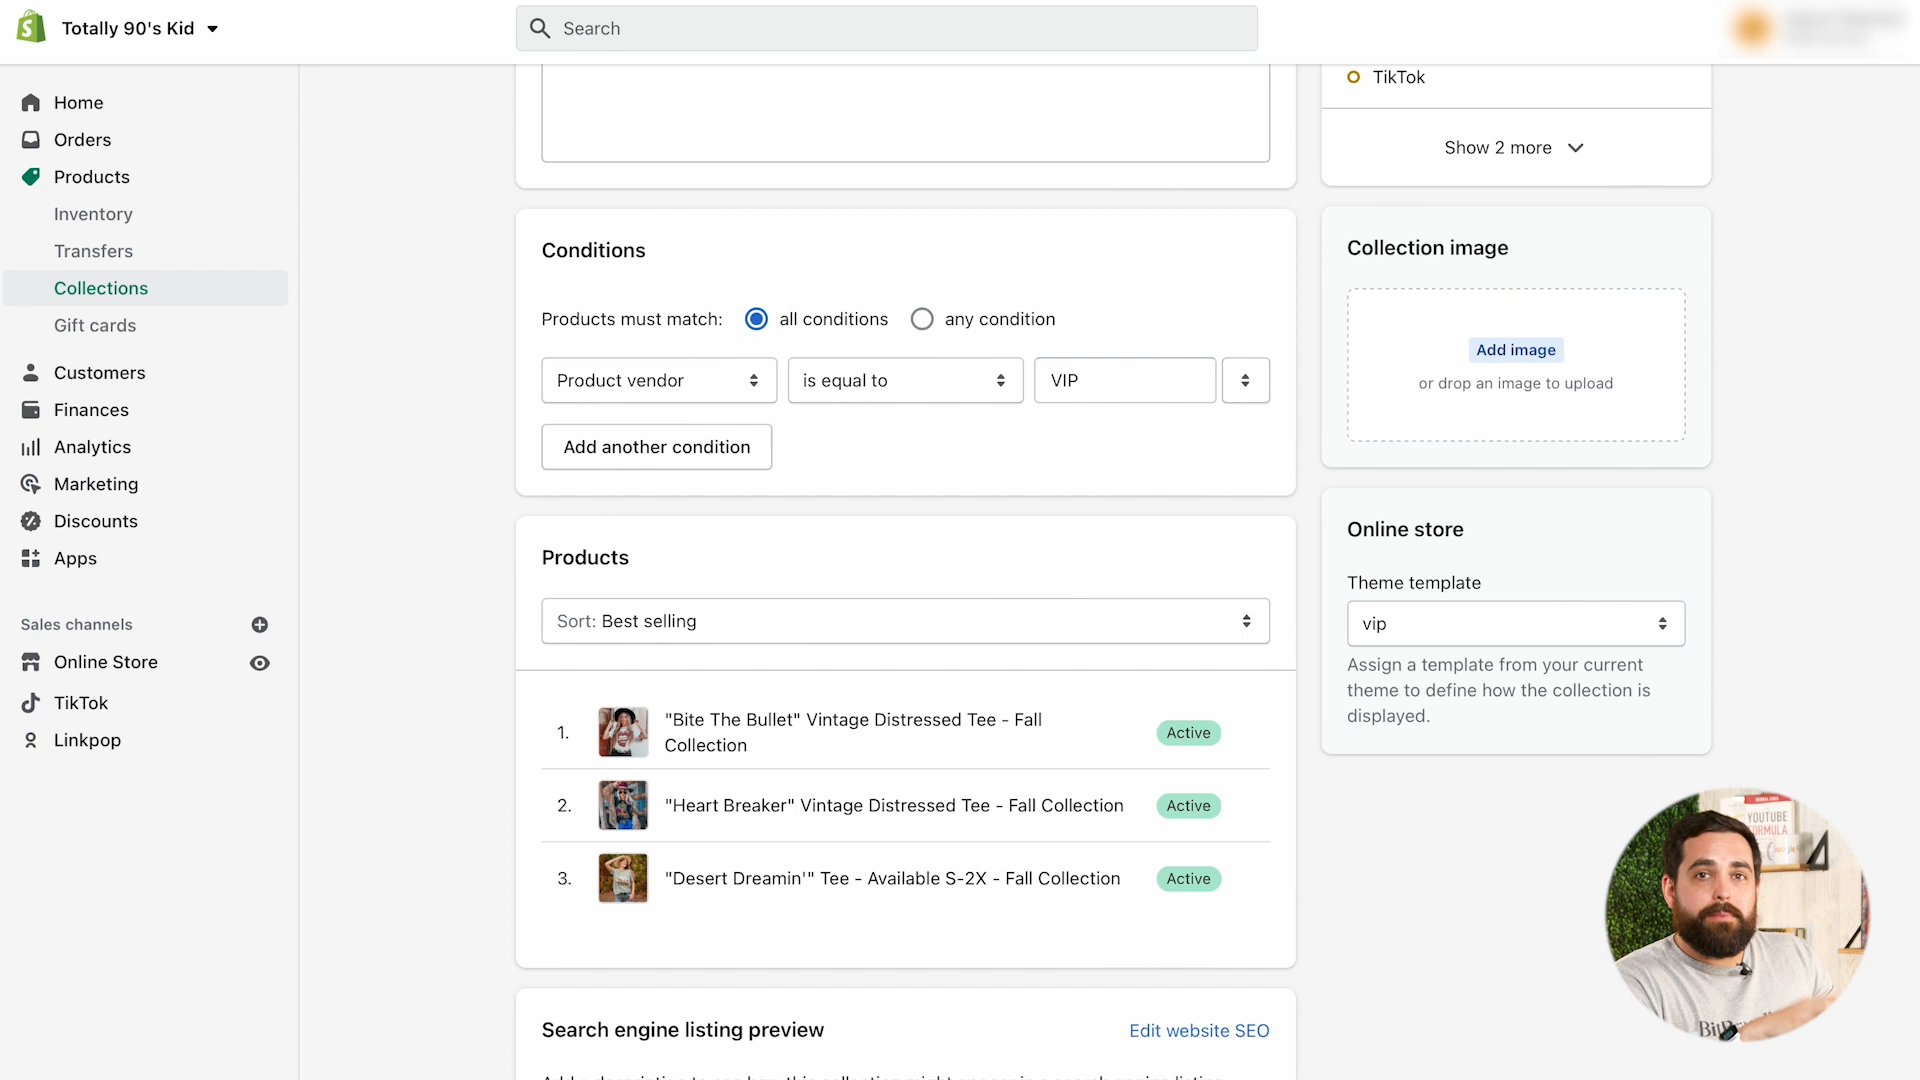 Totally 90's Kid
Search
Home
Orders
Products
Inventory
Transfers
Collections
Gift cards
Customers
Finances
Analytics
Marketing
Discounts
Apps
Sales channels
Online Store
TikTok
Linkpop
Conditions
Products must match: all conditions any condition
Product vendor is equal to VIP
Add another condition
Products
Sort: Best selling
1. "Bite The Bullet" Vintage Distressed Tee - Fall
Collection
Active
2. "Heart Breaker" Vintage Distressed Tee - Fall Collection Active
3. "Desert Dreamin'" Tee - Available S-2X - Fall Collection Active
Search engine listing preview Edit website SEO
TikTok
Show 2 more
Collection image
Add image
or drop an image to upload
Online store
Theme template
vip
Assign a template from your current
theme to define how the collection is
displayed.
YOUTUBE
FORMULA